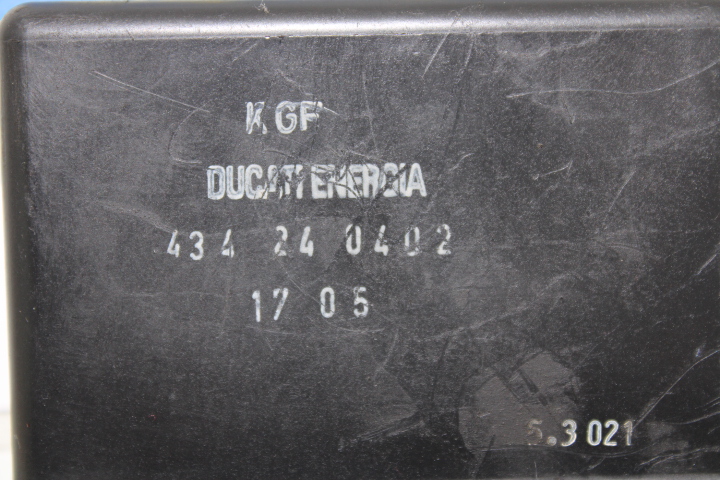 K GF
DUCATI ENERGIA
434 24 0402
17 05
5.3 021